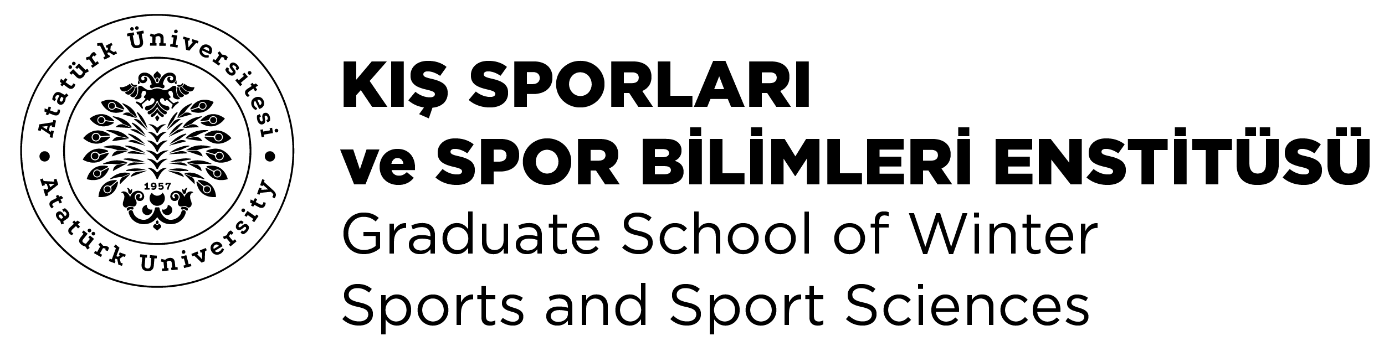 Atatürk Üniversitesi
1957
Atatürk University
KIŞ SPORLARI
ve SPOR BİLİMLERİ ENSTİTÜSÜ
Graduate School of Winter
Sports and Sport Sciences